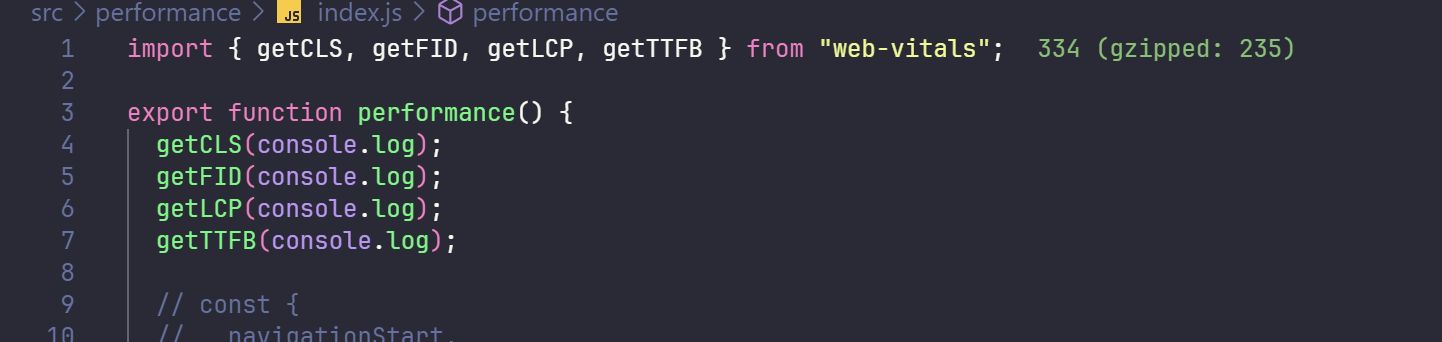 src > performance > JS index.js > performance
1 import { getCLS, getFID, getLCP, getTTFB } from "web-vitals"; 334 (gzipped: 235)
2
3 export function performance() {
4 getCLS(console.log);
5 getFID(console.log);
6 getLCP(console.log);
7 getTTFB(console.log);
8
9 // const {
10 // navigationStart,